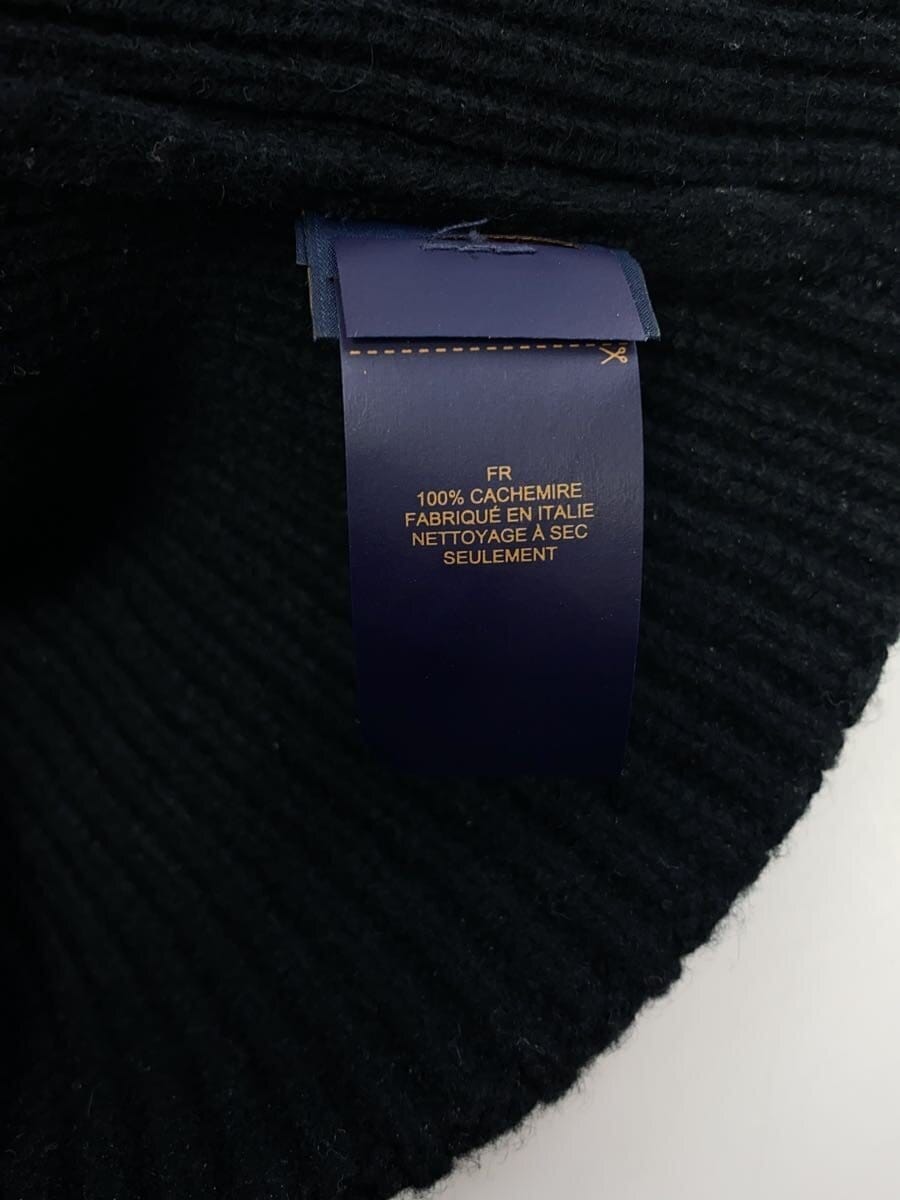 FR
100% CACHEMIRE
FABRIQUÉ EN ITALIE
NETTOYAGE À SEC
SEULEMENT